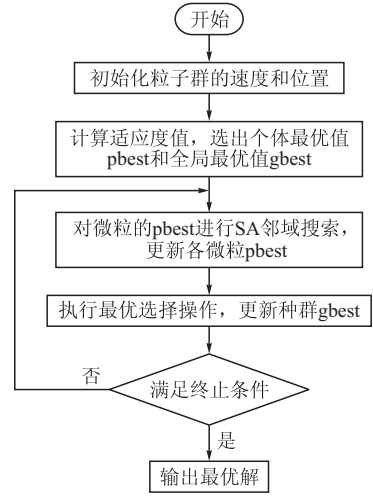 开始
初始化粒子群的速度和位置
计算适应度值，选出个体最优值
pbest和全局最优值gbest
对微粒的pbest进行SA邻域搜索，
更新各微粒pbest
执行最优选择操作，更新种群gbest
否
满足终止条件
是
输出最优解